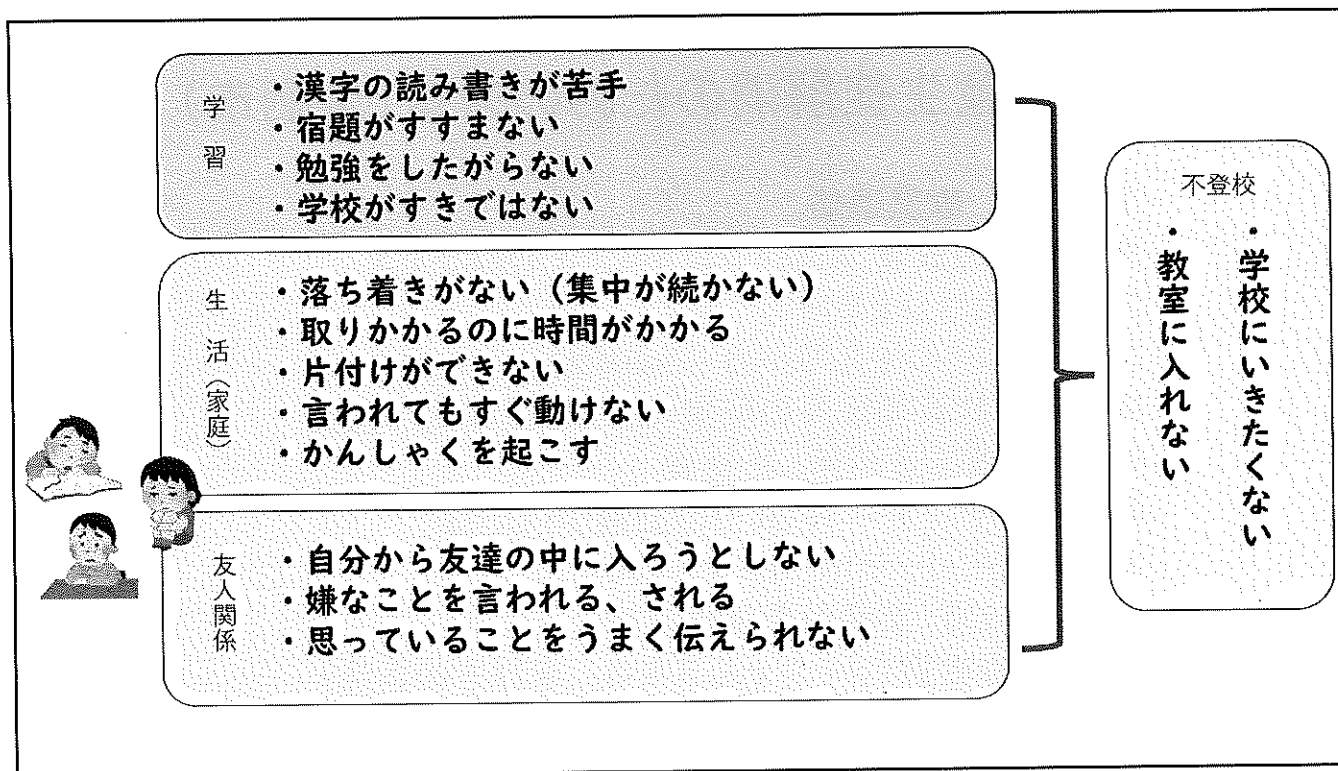 学習
・漢字の読み書きが苦手
・宿題がすすまない
・勉強をしたがらない
・学校がすきではない
生活(家庭)
・落ち着きがない(集中が続かない)
・取りかかるのに時間がかかる
・片付けができない
・言われてもすぐ動けない
・かんしゃくを起こす
友人関係
・自分から友達の中に入ろうとしない
・嫌なことを言われる、される
・思っていることをうまく伝えられない
不登校
・学校にいきたくない
・教室に入れない